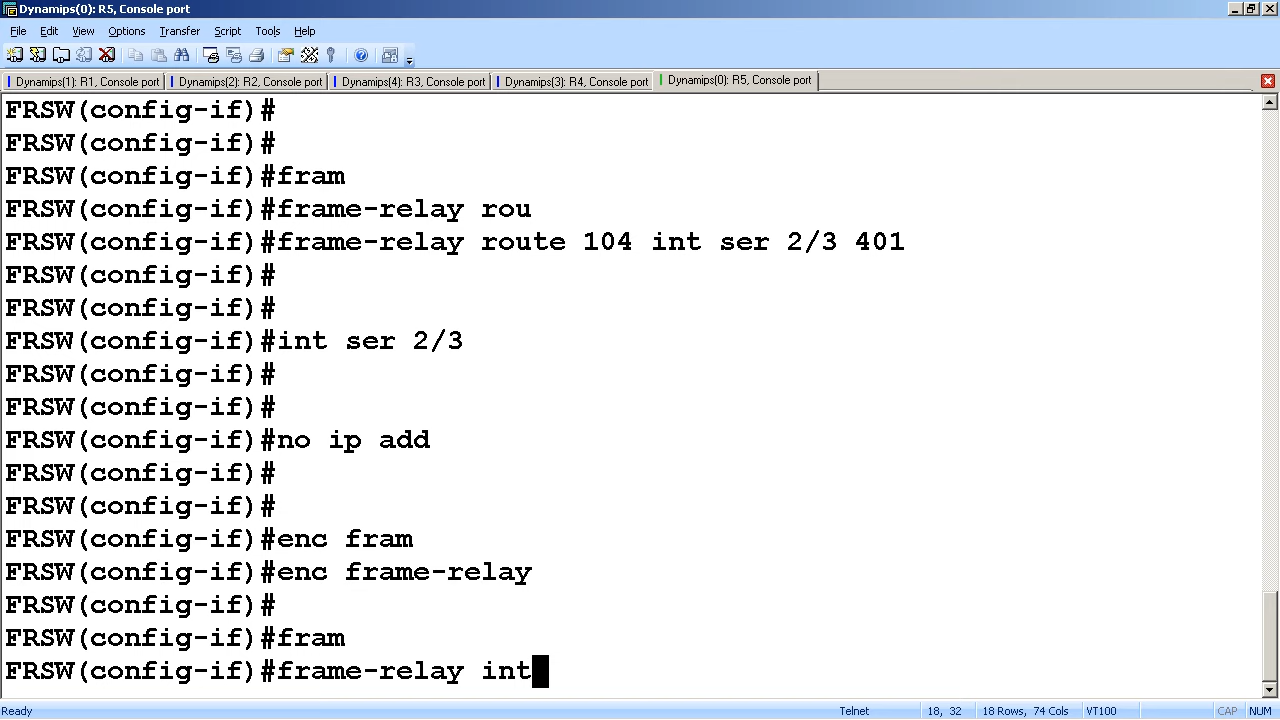 Dynamips(0): R5, Console port
File Edit View Options Transfer Script Tools Help
Dynamips(1): R1, Console port Dynamips(2): R2, Console port Dynamips(4): R3, Console port Dynamips(3): R4, Console port Dynamips(0): R5, Console port
FRSW(config-if)#
FRSW(config-if)#
FRSW(config-if)#fram
FRSW(config-if)#frame-relay rou
FRSW(config-if)#frame-relay route 104 int ser 2/3 401
FRSW(config-if)#
FRSW(config-if)#
FRSW(config-if)#int ser 2/3
FRSW(config-if)#
FRSW(config-if)#
FRSW(config-if)#no ip add
FRSW(config-if)#
FRSW(config-if)#
FRSW(config-if)#enc fram
FRSW(config-if)#enc frame-relay
FRSW(config-if)#
FRSW(config-if)#fram
FRSW(config-if)#frame-relay int
Ready Telnet 18, 32 18 Rows, 74 Cols VT100 CAP NUM